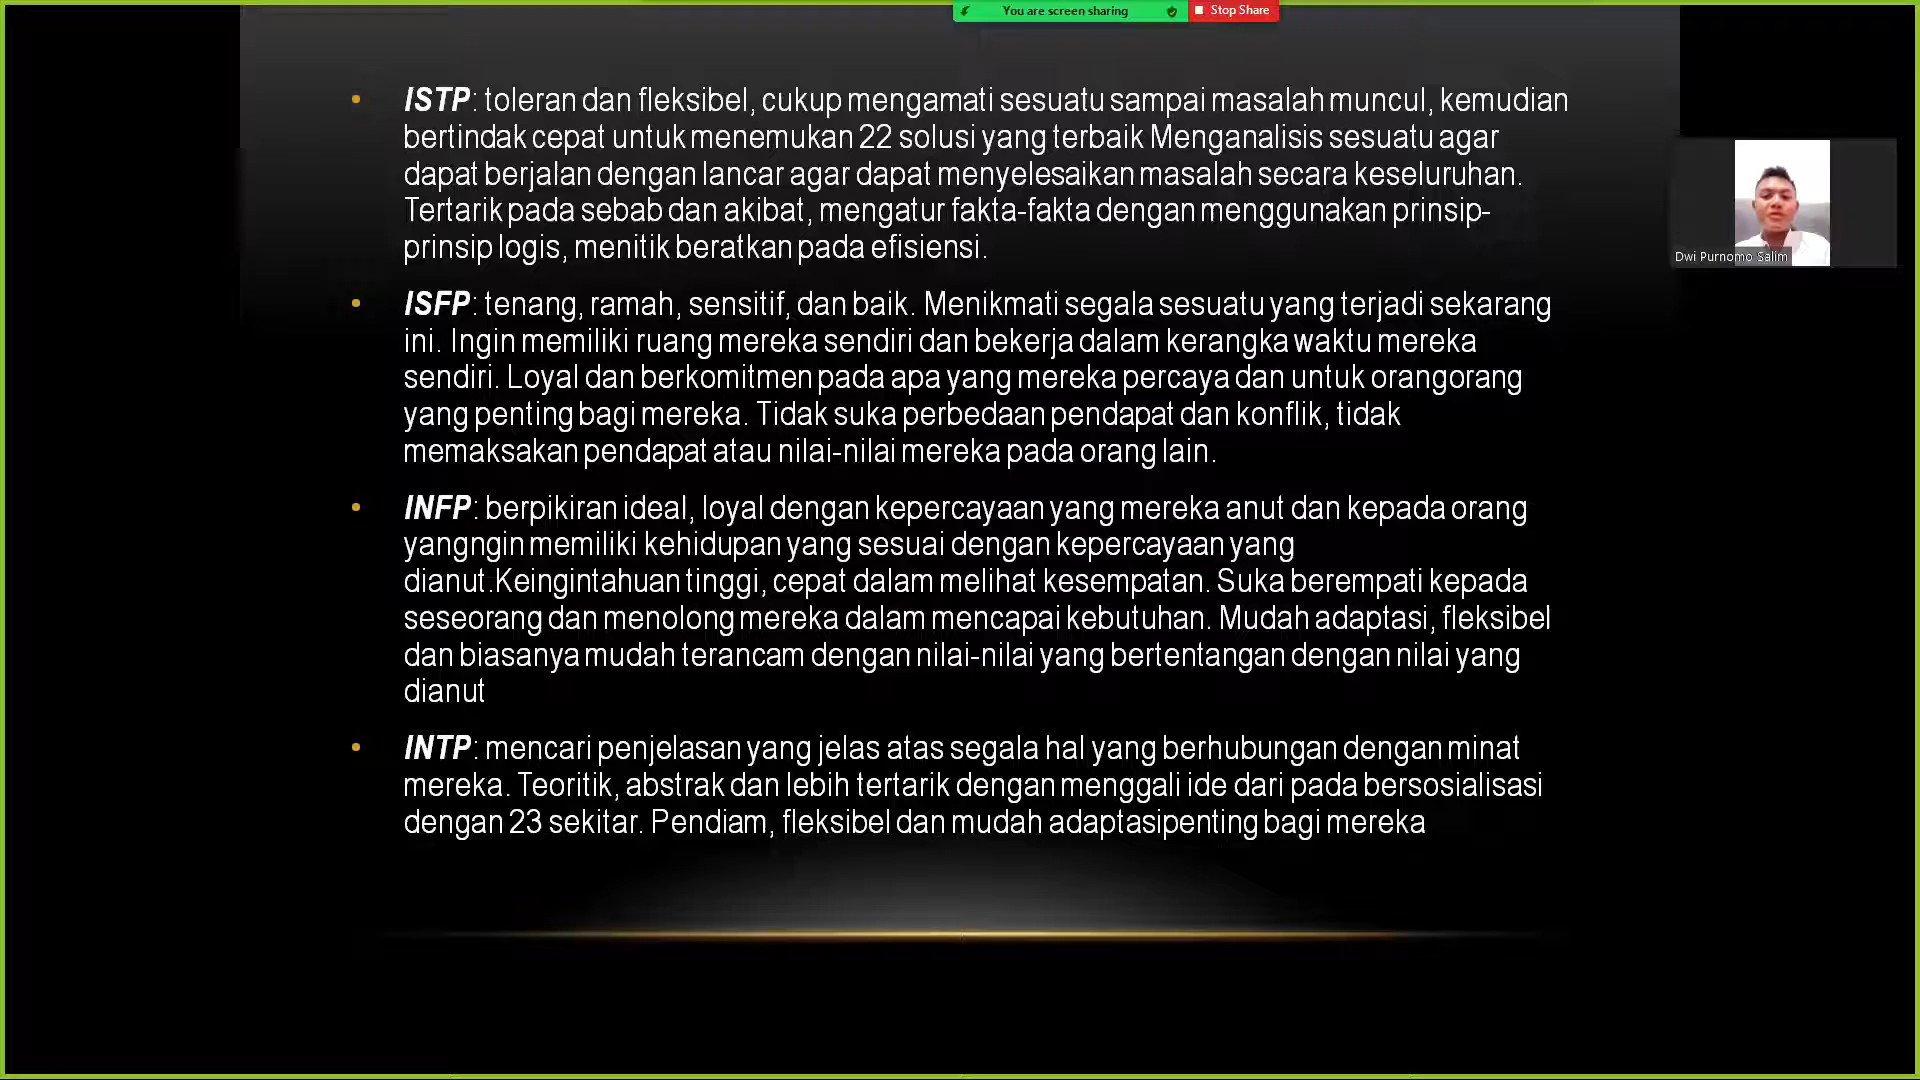 You are screen sharing
Stop Share
ISTP: toleran dan fleksibel, cukup mengamati sesuatu sampai masalah muncul, kemudian
bertindak cepat untuk menemukan 22 solusi yang terbaik Menganalisis sesuatu agar
dapat berjalan dengan lancar agar dapat menyelesaikan masalah secara keseluruhan.
Tertarik pada sebab dan akibat, mengatur fakta-fakta dengan menggunakan prinsip-
prinsip logis, menitik beratkan pada efisiensi.
Dwi Purnomo Salim
ISFP: tenang, ramah, sensitif, dan baik. Menikmati segala sesuatu yang terjadi sekarang
ini. Ingin memiliki ruang mereka sendiri dan bekerja dalam kerangka waktu mereka
sendiri. Loyal dan berkomitmen pada apa yang mereka percaya dan untuk orangorang
yang penting bagi mereka. Tidak suka perbedaan pendapat dan konflik, tidak
memaksakan pendapat atau nilai-nilai mereka pada orang lain.
INFP: berpikiran ideal, loyal dengan kepercayaan yang mereka anut dan kepada orang
yangngin memiliki kehidupan yang sesuai dengan kepercayaan yang
dianut.Keingintahuan tinggi, cepat dalam melihat kesempatan. Suka berempati kepada
seseorang dan menolong mereka dalam mencapai kebutuhan. Mudah adaptasi, fleksibel
dan biasanya mudah terancam dengan nilai-nilai yang bertentangan dengan nilai yang
dianut
INTP: mencari penjelasan yang jelas atas segala hal yang berhubungan dengan minat
mereka. Teoritik, abstrak dan lebih tertarik dengan menggali ide dari pada bersosialisasi
dengan 23 sekitar. Pendiam, fleksibel dan mudah adaptasipenting bagi mereka